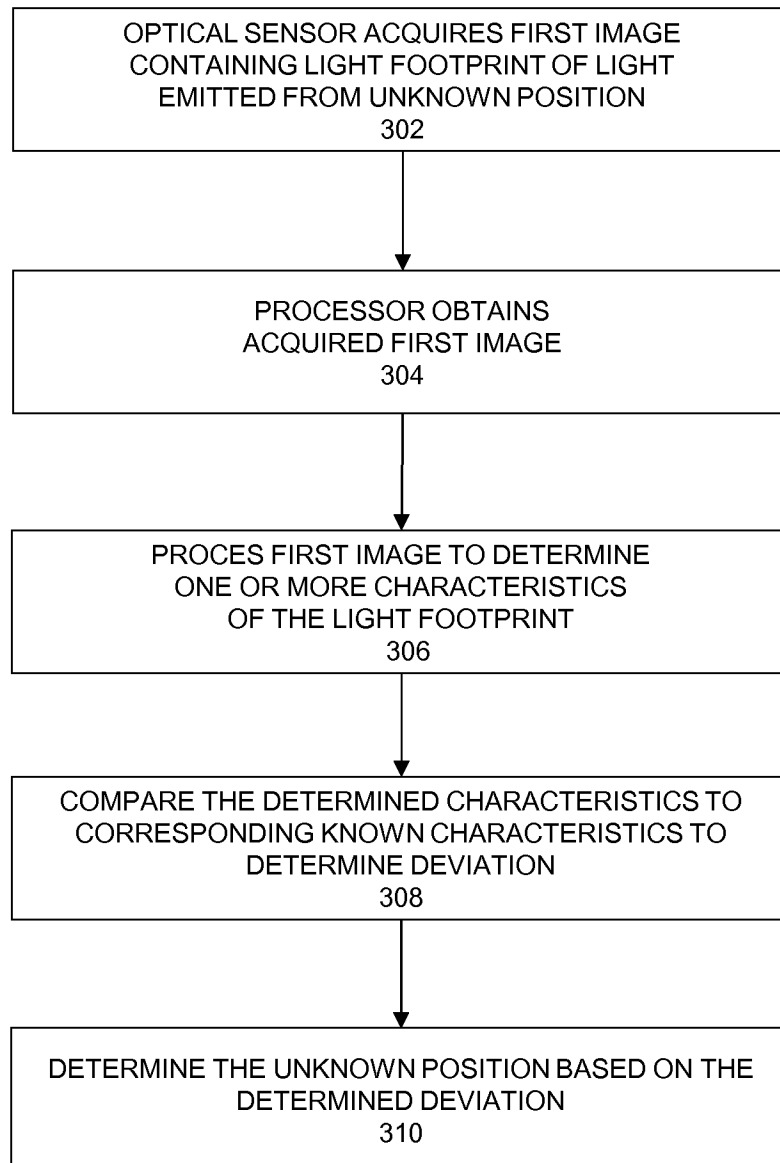 OPTICAL SENSOR ACQUIRES FIRST IMAGE
CONTAINING LIGHT FOOTPRINT OF LIGHT
EMITTED FROM UNKNOWN POSITION
302
PROCESSOR OBTAINS
ACQUIRED FIRST IMAGE
304
PROCES FIRST IMAGE TO DETERMINE
ONE OR MORE CHARACTERISTICS
OF THE LIGHT FOOTPRINT
306
COMPARE THE DETERMINED CHARACTERISTICS TO
CORRESPONDING KNOWN CHARACTERISTICS TO
DETERMINE DEVIATION
308
DETERMINE THE UNKNOWN POSITION BASED ON THE
DETERMINED DEVIATION
310